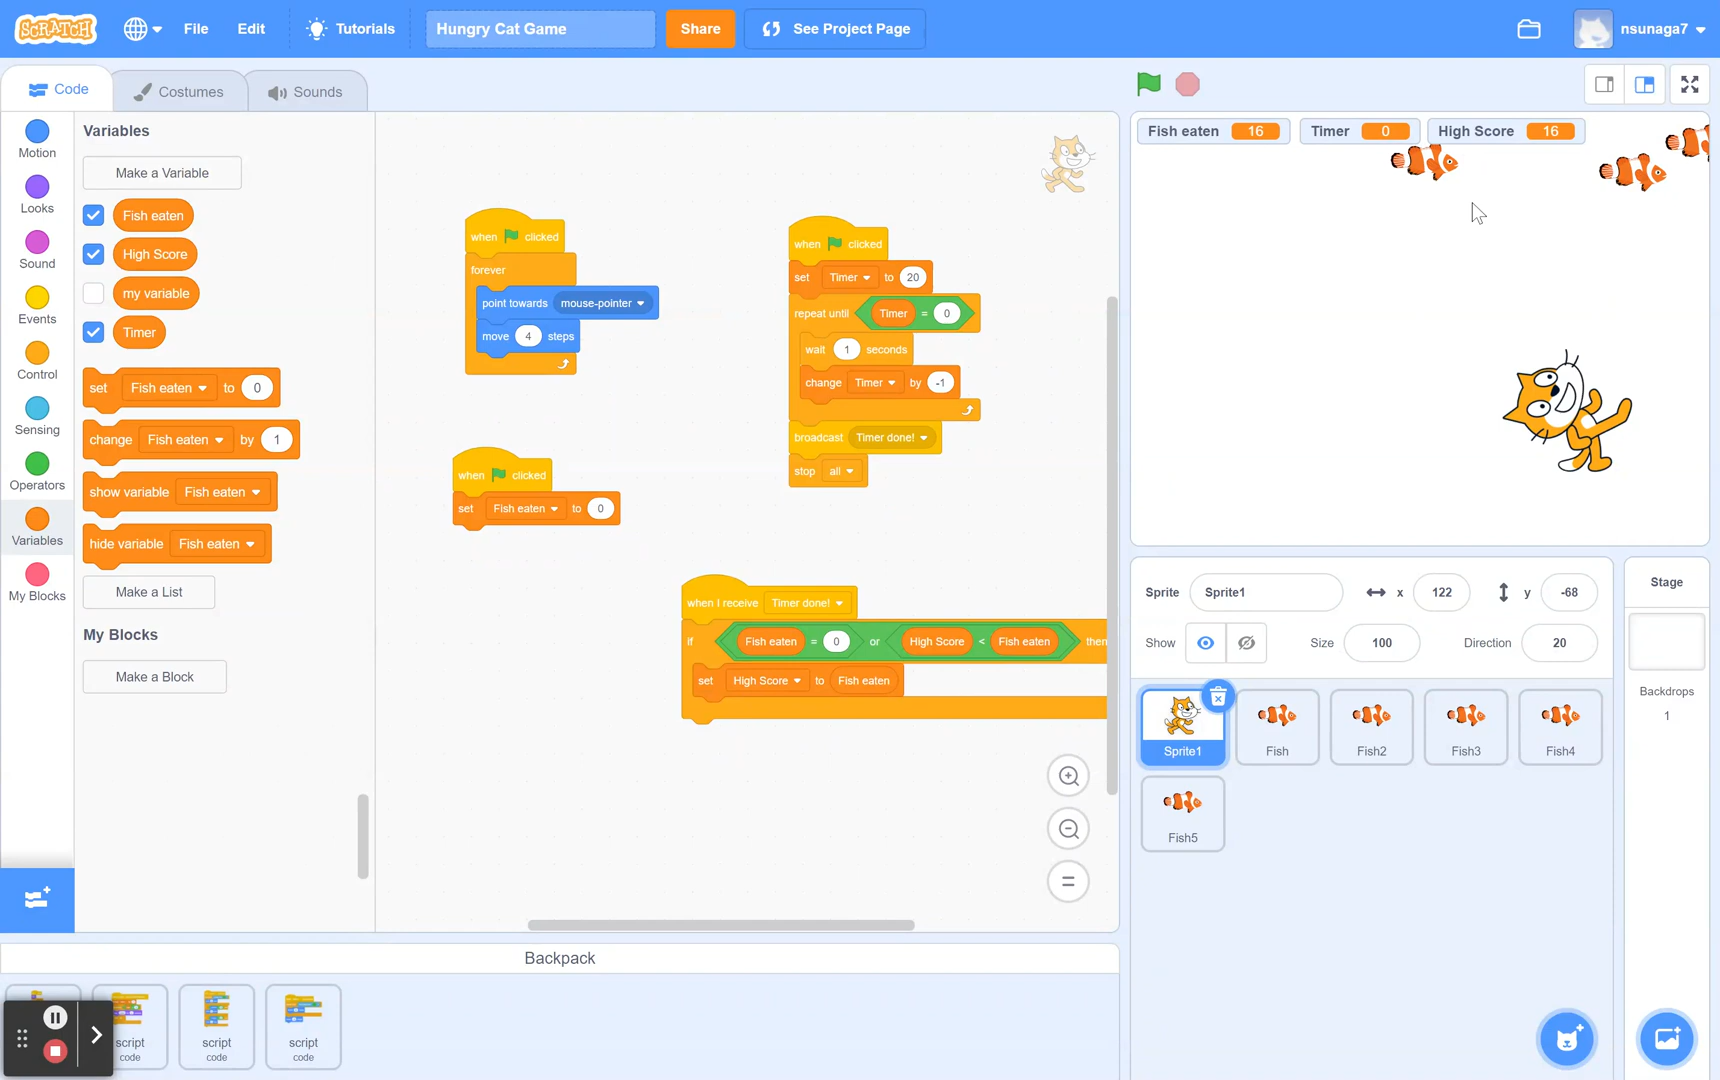 SCRATCH
File
Edit
Tutorials
Hungry Cat Game
Share
See Project Page
nsunaga7
Code
Costumes
Sounds
Motion
Looks
Sound
Events
Control
Sensing
Operators
Variables
My Blocks
Variables
Make a Variable
Fish eaten
High Score
my variable
Timer
set Fish eaten to 0
change Fish eaten by 1
show variable Fish eaten
hide variable Fish eaten
Make a List
My Blocks
Make a Block
when clicked
forever
point towards mouse-pointer
move 4 steps
when clicked
set Fish eaten to 0
when clicked
set Timer to 20
repeat until Timer = 0
wait 1 seconds
change Timer by -1
broadcast Timer done!
stop all
when I receive Timer done!
if Fish eaten = 0 or High Score < Fish eaten then
set High Score to Fish eaten
Fish eaten 16
Timer 0
High Score 16
Sprite Sprite1 x 122 y -68
Show Size 100 Direction 20
Sprite1
Fish
Fish2
Fish3
Fish4
Fish5
Stage
Backdrops
1
Backpack
script
code
script
code
script
code